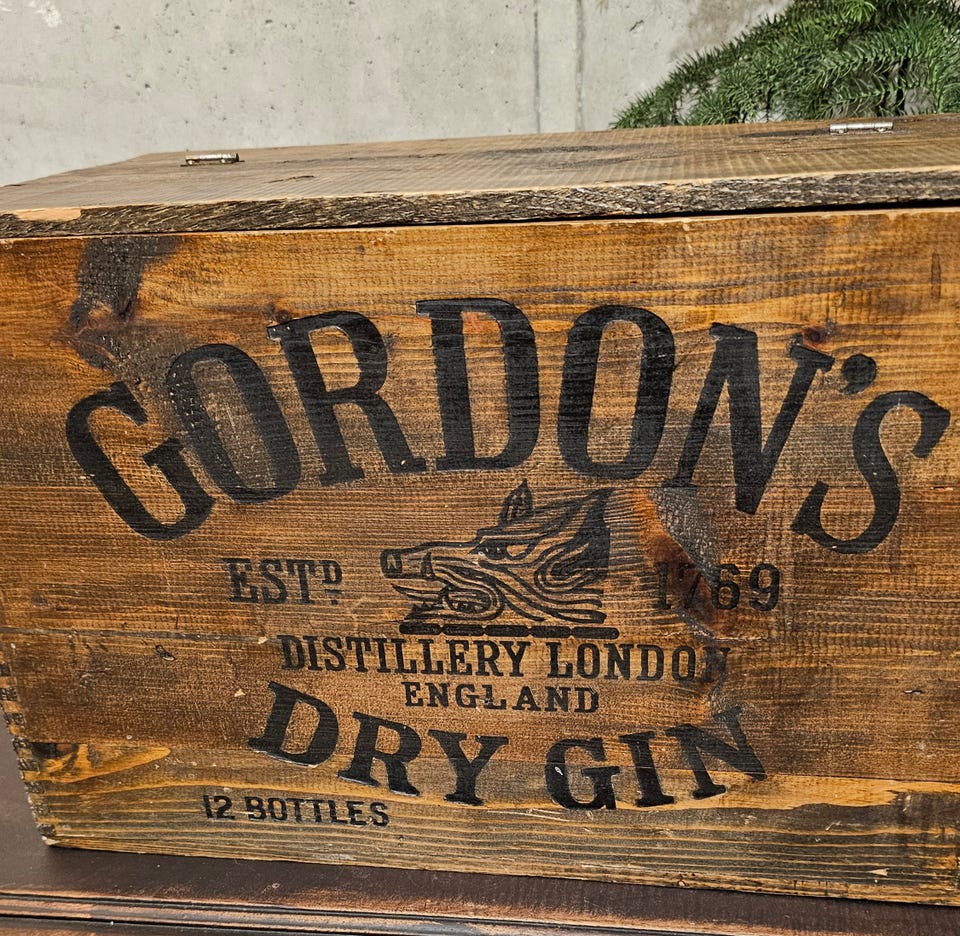 GORDON'S
ESTD 1769
DISTILLERY LONDON
ENGLAND
DRY GIN
12 BOTTLES